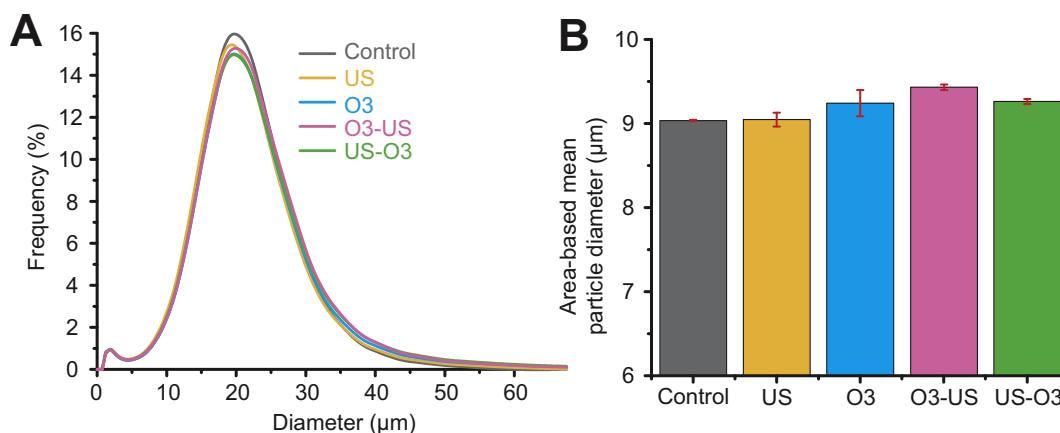 A
Frequency (%)
16
14
12
10
8
6
4
2
0
0 10 20 30 40 50 60
Diameter (µm)
Control
US
O3
O3-US
US-O3
B
Area-based mean
particle diameter (µm)
10
9
8
7
6
Control US O3 O3-US US-O3